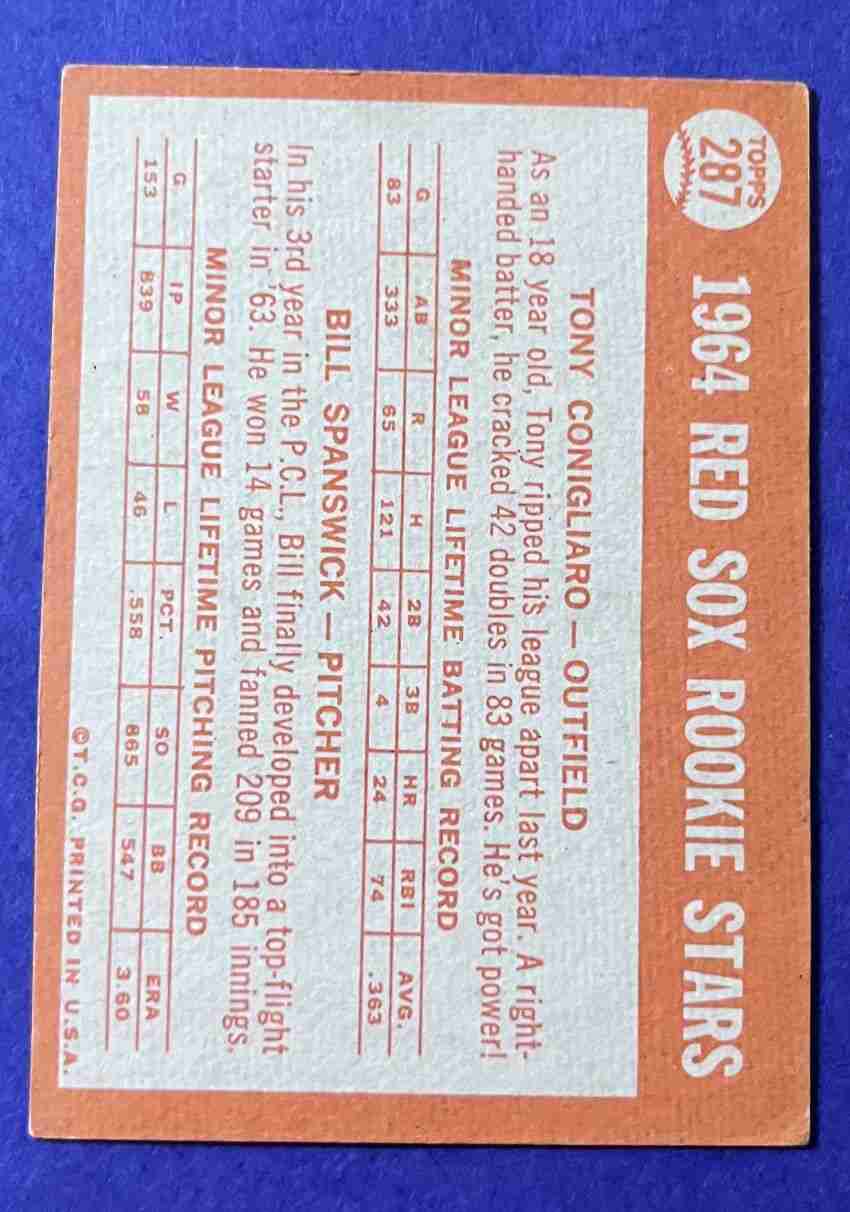 TOPPS
287
1964 RED SOX ROOKIE STARS
TONY CONIGLIARO — OUTFIELD
As an 18 year old, Tony ripped his league apart last year. A right-
handed batter, he cracked 42 doubles in 83 games. He's got power!
MINOR LEAGUE LIFETIME BATTING RECORD
G AB R H 2B 3B HR RBI AVG.
83 333 65 121 42 4 24 74 .363
BILL SPANSWICK — PITCHER
In his 3rd year in the P.C.L., Bill finally developed into a top-flight
starter in '63. He won 14 games and fanned 209 in 185 innings.
MINOR LEAGUE LIFETIME PITCHING RECORD
G IP W L PCT. SO BB ERA
153 839 58 46 .558 865 547 3.60
©T.C.G. PRINTED IN U.S.A.